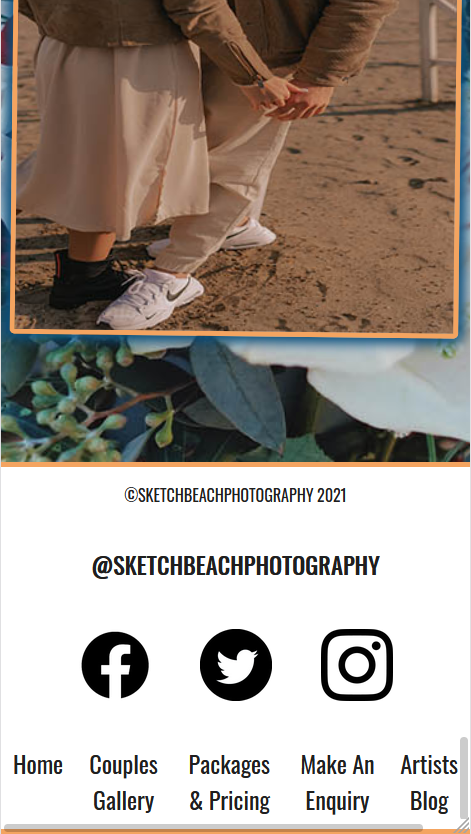 ©SKETCHBEACHPHOTOGRAPHY 2021
@SKETCHBEACHPHOTOGRAPHY
Home Couples Gallery Packages & Pricing Make An Enquiry Artists Blog